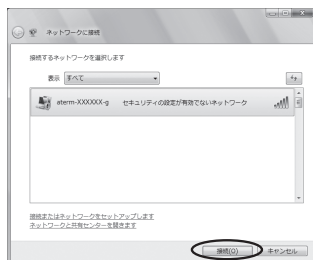 ネットワークに接続
接続するネットワークを選択します
表示 すべて
aterm-XXXXXX-g セキュリティの設定が有効でないネットワーク
接続またはネットワークをセットアップします
ネットワークと共有センターを開きます
接続(O) キャンセル